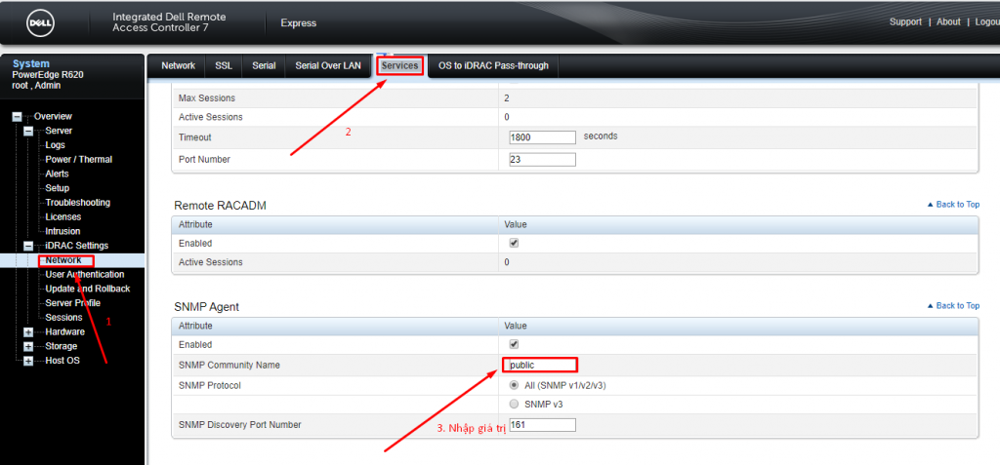 DELL
Integrated Dell Remote
Access Controller 7
Express
Support | About | Logou
System
PowerEdge R620
root , Admin
Overview
Server
Logs
Power / Thermal
Alerts
Setup
Troubleshooting
Licenses
Intrusion
iDRAC Settings
Network
User Authentication
Update and Rollback
Server Profile
Sessions
Hardware
Storage
Host OS
1
Network SSL Serial Serial Over LAN Services OS to iDRAC Pass-through
Max Sessions 2
Active Sessions 0
2
Timeout 1800 seconds
Port Number 23
Remote RACADM Back to Top
Attribute Value
Enabled
Active Sessions 0
SNMP Agent Back to Top
Attribute Value
Enabled
SNMP Community Name public
SNMP Protocol All (SNMP v1/v2/v3)
SNMP v3
SNMP Discovery Port Number 161
3. Nhập giá trị